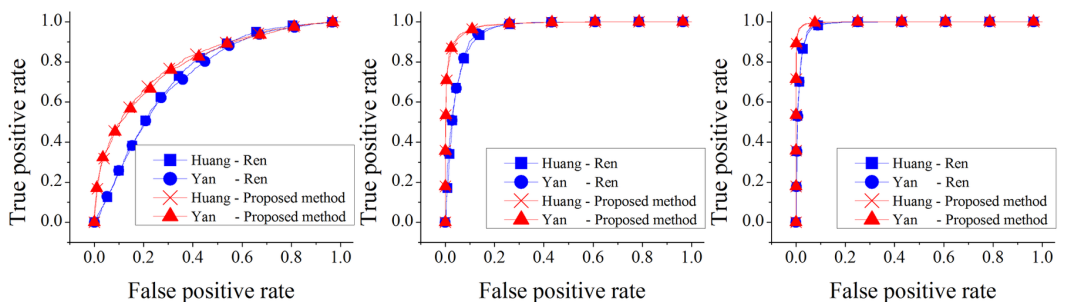 True positive rate
1.0
0.8
0.6
0.4
0.2
0.0
Huang - Ren
Yan - Ren
Huang - Proposed method
Yan - Proposed method
0.0 0.2 0.4 0.6 0.8 1.0
False positive rate
True positive rate
1.0
0.8
0.6
0.4
0.2
0.0
Huang - Ren
Yan - Ren
Huang - Proposed method
Yan - Proposed method
0.0 0.2 0.4 0.6 0.8 1.0
False positive rate
True positive rate
1.0
0.8
0.6
0.4
0.2
0.0
Huang - Ren
Yan - Ren
Huang - Proposed method
Yan - Proposed method
0.0 0.2 0.4 0.6 0.8 1.0
False positive rate